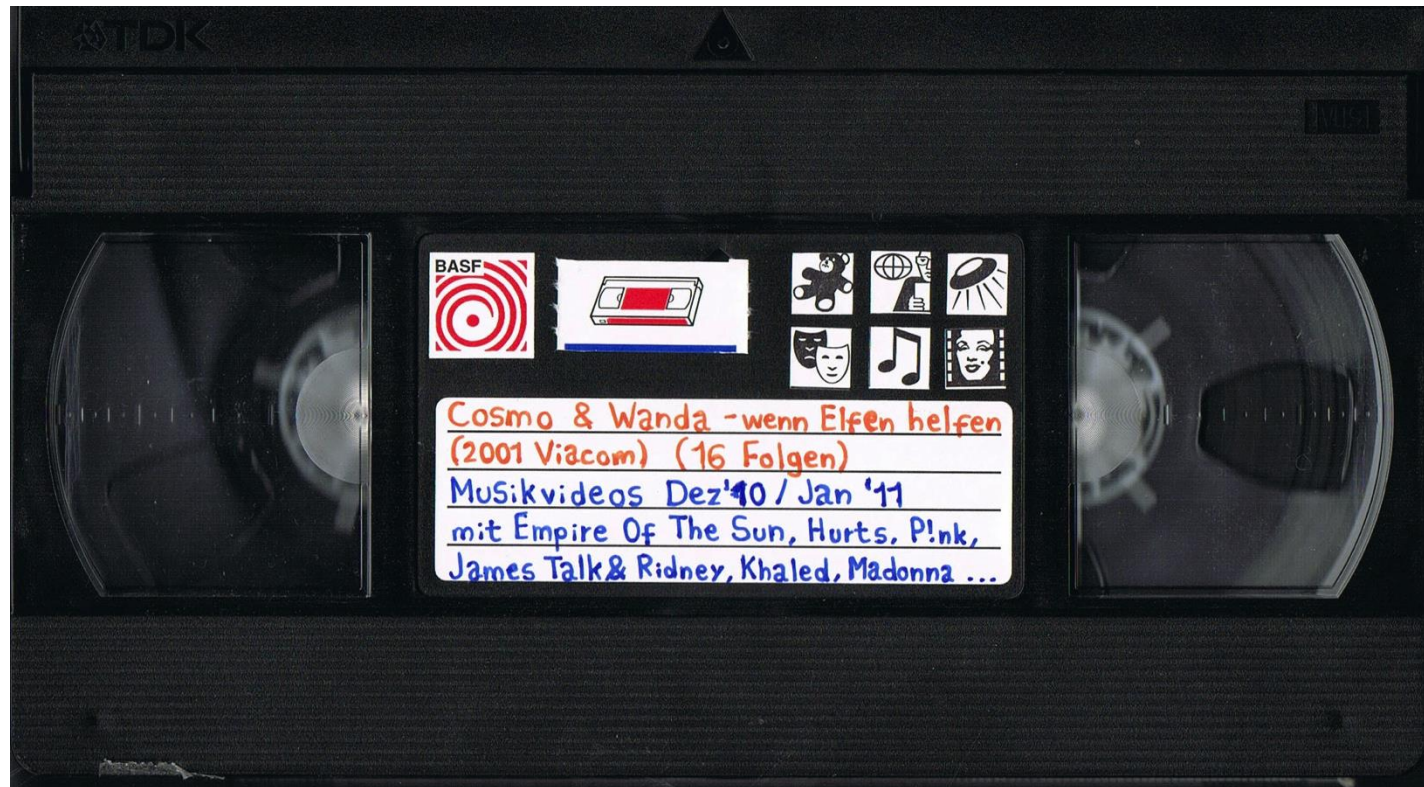 TDK
VHS
BASF
Cosmo & Wanda - wenn Elfen helfen
(2001 Viacom) (16 Folgen)
Musikvideos Dez'10 / Jan '11
mit Empire Of The Sun, Hurts, P!nk,
James Talk & Ridney, Khaled, Madonna ...